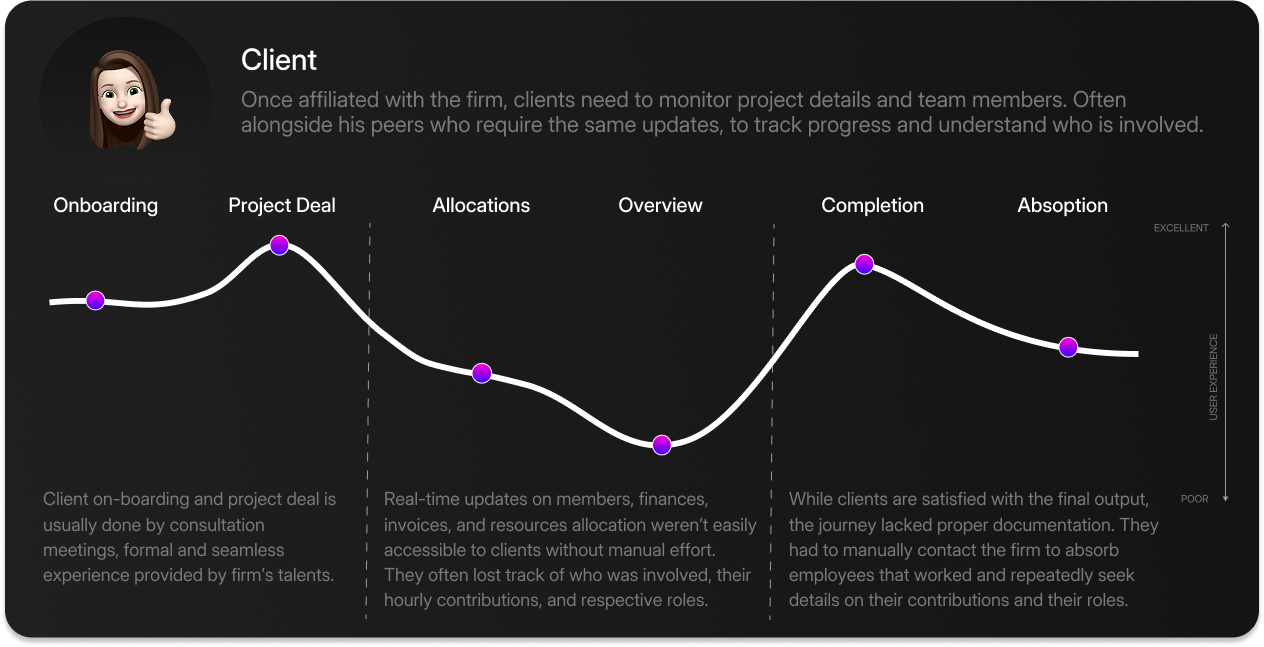 Client
Once affiliated with the firm, clients need to monitor project details and team members. Often
alongside his peers who require the same updates, to track progress and understand who is involved.
Onboarding
Project Deal
Allocations
Overview
Completion
Absoption
EXCELLENT
USER EXPERIENCE
POOR
Client on-boarding and project deal is
usually done by consultation
meetings, formal and seamless
experience provided by firm's talents.
Real-time updates on members, finances,
invoices, and resources allocation weren't easily
accessible to clients without manual effort.
They often lost track of who was involved, their
hourly contributions, and respective roles.
While clients are satisfied with the final output,
the journey lacked proper documentation. They
had to manually contact the firm to absorb
employees that worked and repeatedly seek
details on their contributions and their roles.